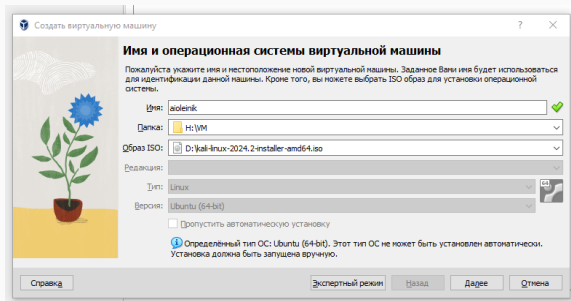 Создать виртуальную машину
Имя и операционная системы виртуальной машины
Пожалуйста укажите имя и местоположение новой виртуальной машины. Заданное Вами имя будет использоваться
для идентификации данной машины. Кроме того, вы можете выбрать ISO образ для установки операционной
системы.
Имя: aioleinik
Папка: H:\VM
Образ ISO: D:\kali-linux-2024.2-installer-amd64.iso
Редакция:
Тип: Linux
64
Версия: Ubuntu (64-bit)
Пропустить автоматическую установку
Определённый тип ОС: Ubuntu (64-bit). Этот тип ОС не может быть установлен автоматически.
Установка должна быть запущена вручную.
Справка Экспертный режим Назад Далее Отмена